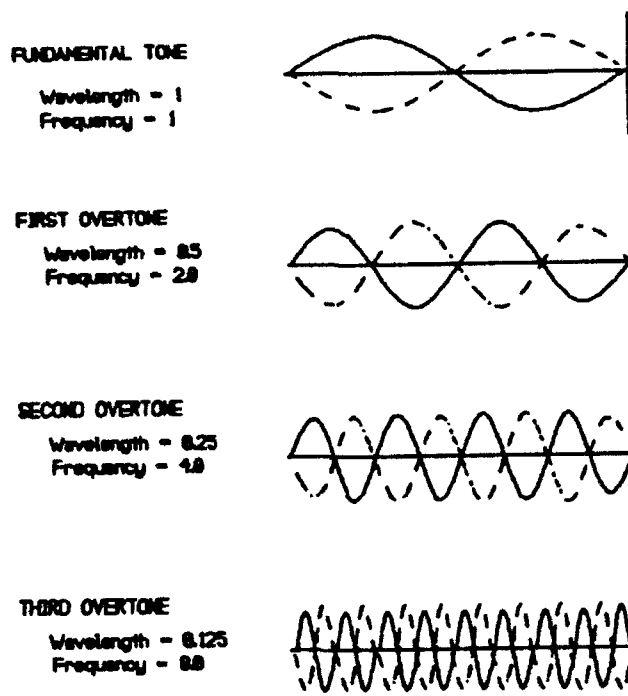 FUNDAMENTAL TONE
Wavelength = 1
Frequency = 1
FIRST OVERTONE
Wavelength = 0.5
Frequency = 2.0
SECOND OVERTONE
Wavelength = 0.25
Frequency = 4.0
THIRD OVERTONE
Wavelength = 0.125
Frequency = 8.0